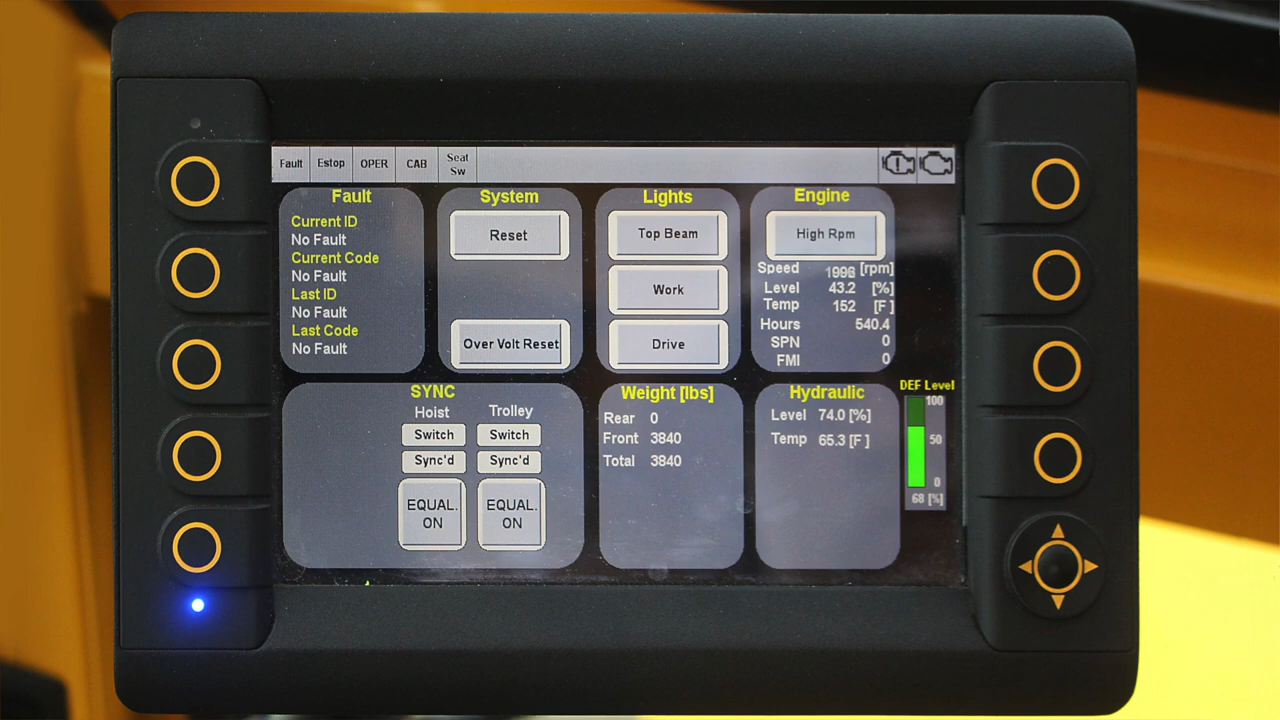 Fault Estop OPER CAB Seat Sw
Fault
Current ID
No Fault
Current Code
No Fault
Last ID
No Fault
Last Code
No Fault
System
Reset
Over Volt Reset
Lights
Top Beam
Work
Drive
Engine
High Rpm
Speed [rpm]
Level 43.2 [%]
Temp 152 [F]
Hours 540.4
SPN 0
FMI 0
SYNC
Hoist Trolley
Switch Switch
Sync'd Sync'd
EQUAL. ON EQUAL. ON
Weight [lbs]
Rear 0
Front 3840
Total 3840
Hydraulic
Level 74.0 [%]
Temp 65.3 [F]
DEF Level
100
50
0
68 [%]